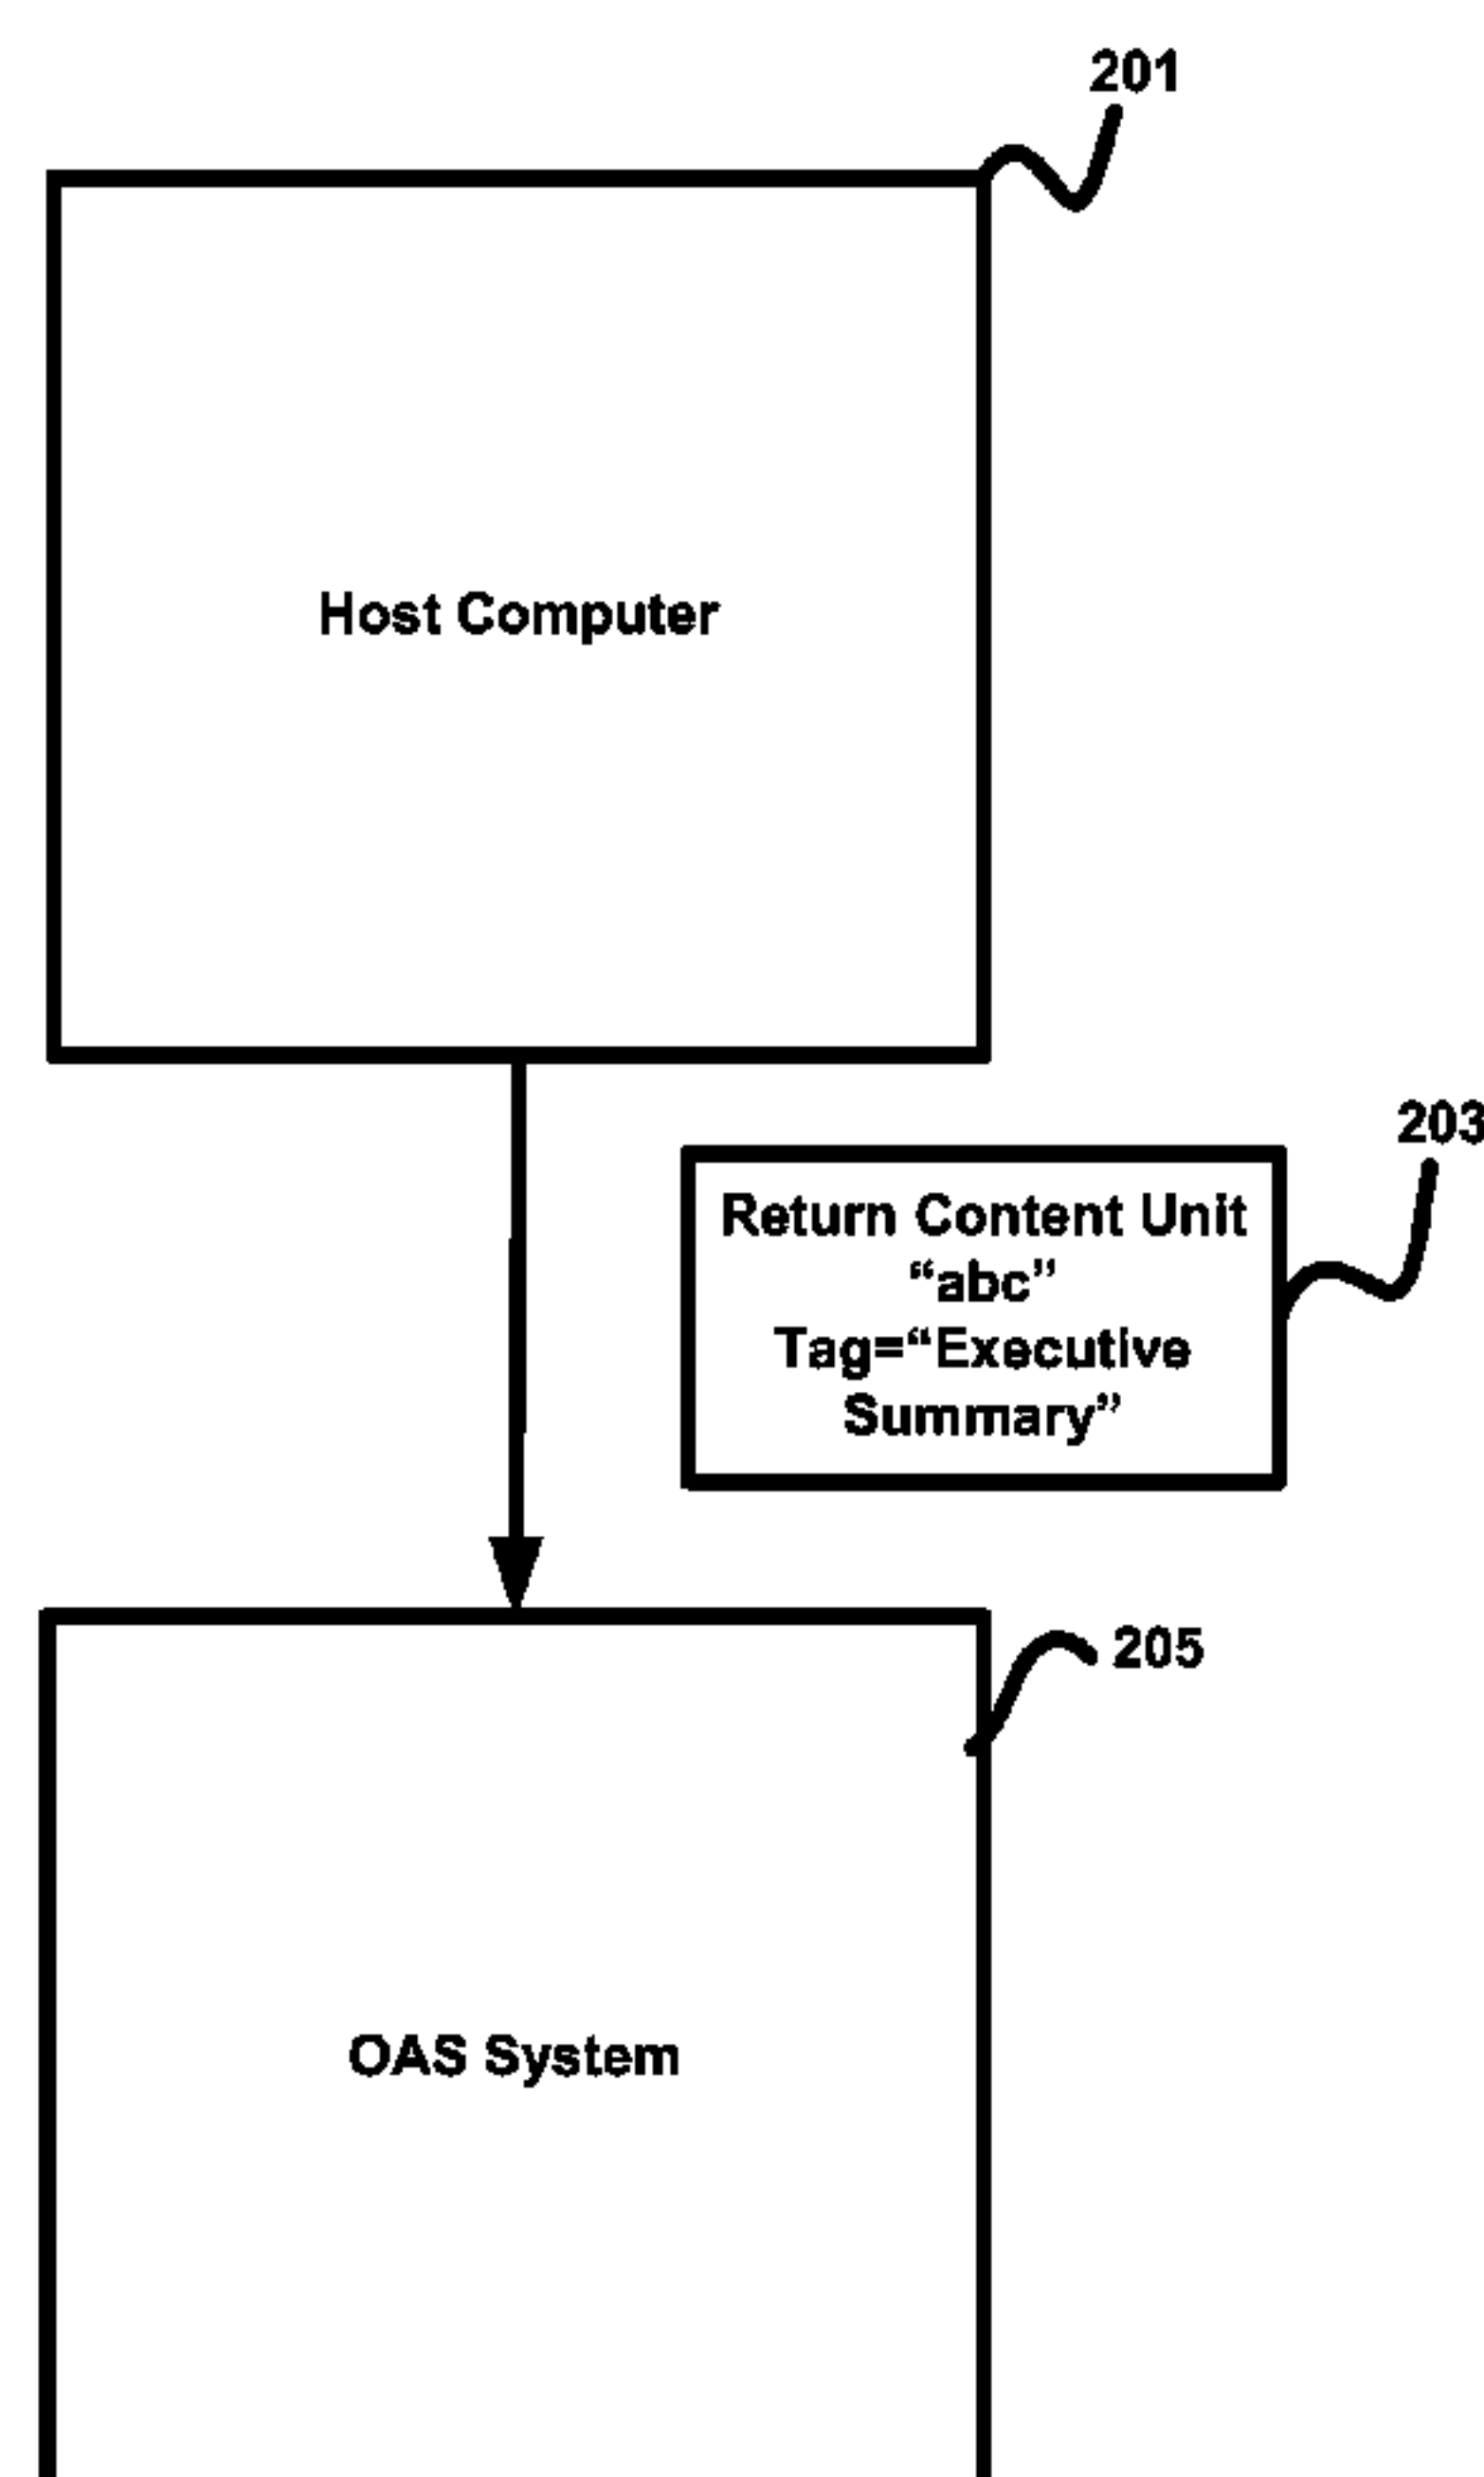 201
Host Computer
203
Return Content Unit
“abc”
Tag=“Executive
Summary”
205
OAS System